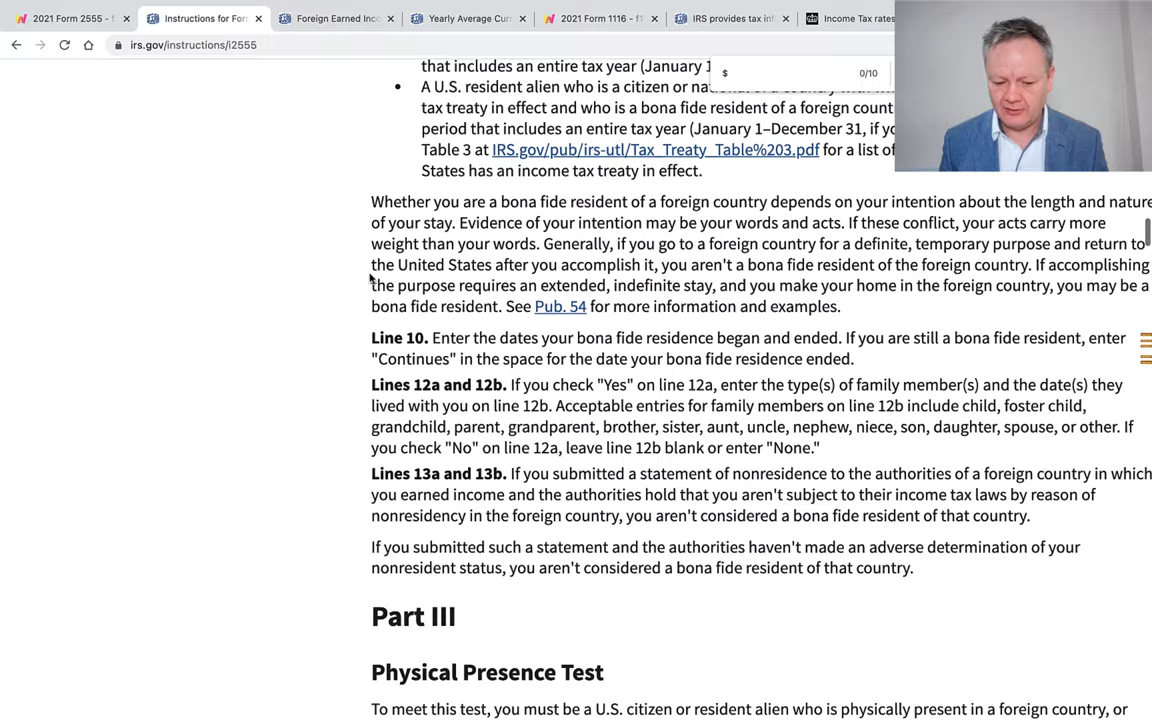 2021 Form 2555 - f
Instructions for For
Foreign Earned Inc
Yearly Average Cur
2021 Form 1116 - f1
IRS provides tax inf
Income Tax rates
irs.gov/instructions/i2555
$ 0/10
that includes an entire tax year (January 1
• A U.S. resident alien who is a citizen or
tax treaty in effect and who is a bona fide resident of a foreign count
period that includes an entire tax year (January 1–December 31, if yo
Table 3 at IRS.gov/pub/irs-utl/Tax_Treaty_Table%203.pdf for a list of
States has an income tax treaty in effect.
Whether you are a bona fide resident of a foreign country depends on your intention about the length and nature
of your stay. Evidence of your intention may be your words and acts. If these conflict, your acts carry more
weight than your words. Generally, if you go to a foreign country for a definite, temporary purpose and return to
the United States after you accomplish it, you aren't a bona fide resident of the foreign country. If accomplishing
the purpose requires an extended, indefinite stay, and you make your home in the foreign country, you may be a
bona fide resident. See Pub. 54 for more information and examples.
Line 10. Enter the dates your bona fide residence began and ended. If you are still a bona fide resident, enter
"Continues" in the space for the date your bona fide residence ended.
Lines 12a and 12b. If you check "Yes" on line 12a, enter the type(s) of family member(s) and the date(s) they
lived with you on line 12b. Acceptable entries for family members on line 12b include child, foster child,
grandchild, parent, grandparent, brother, sister, aunt, uncle, nephew, niece, son, daughter, spouse, or other. If
you check "No" on line 12a, leave line 12b blank or enter "None."
Lines 13a and 13b. If you submitted a statement of nonresidence to the authorities of a foreign country in which
you earned income and the authorities hold that you aren't subject to their income tax laws by reason of
nonresidency in the foreign country, you aren't considered a bona fide resident of that country.
If you submitted such a statement and the authorities haven't made an adverse determination of your
nonresident status, you aren't considered a bona fide resident of that country.
Part III
Physical Presence Test
To meet this test, you must be a U.S. citizen or resident alien who is physically present in a foreign country, or